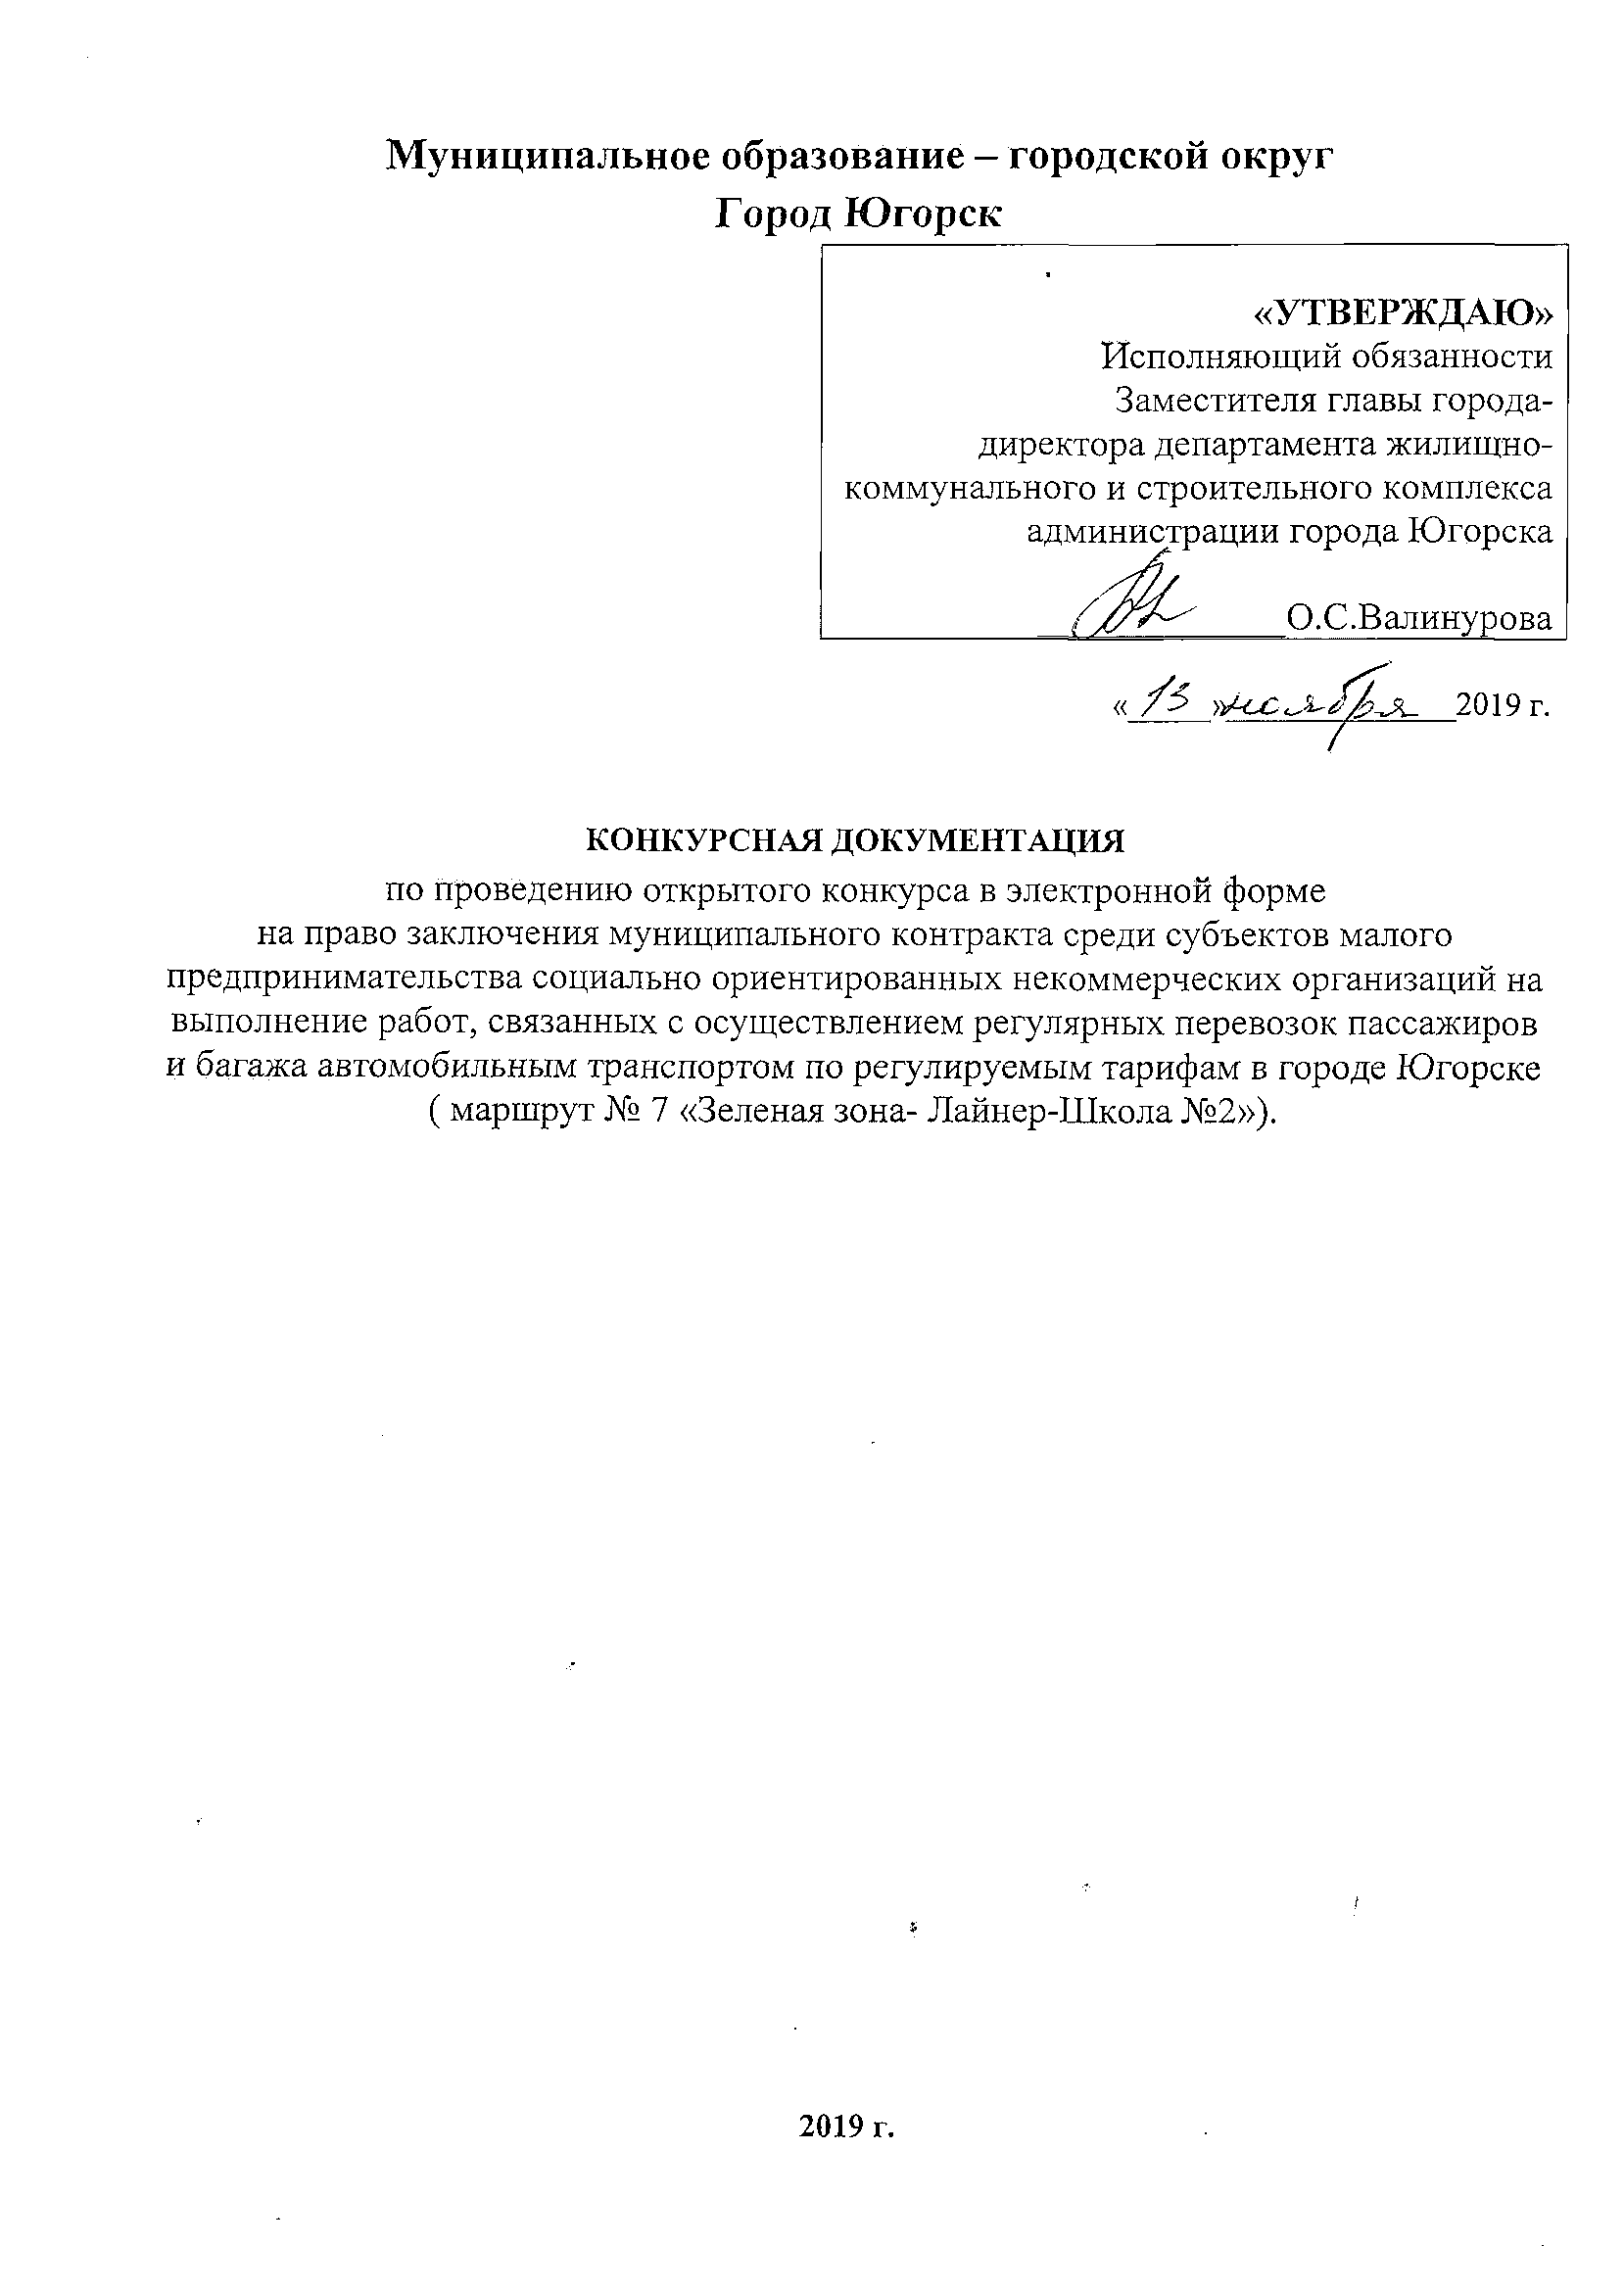 Муниципальное образование – городской округ
Город Югорск
«УТВЕРЖДАЮ»
Исполняющий обязанности
Заместителя главы города-
директора департамента жилищно-
коммунального и строительного комплекса
администрации города Югорска
О.С.Валинурова
«13» ноября 2019 г.
КОНКУРСНАЯ ДОКУМЕНТАЦИЯ
по проведению открытого конкурса в электронной форме
на право заключения муниципального контракта среди субъектов малого
предпринимательства социально ориентированных некоммерческих организаций на
выполнение работ, связанных с осуществлением регулярных перевозок пассажиров
и багажа автомобильным транспортом по регулируемым тарифам в городе Югорске
( маршрут № 7 «Зеленая зона- Лайнер-Школа №2»).
2019 г.